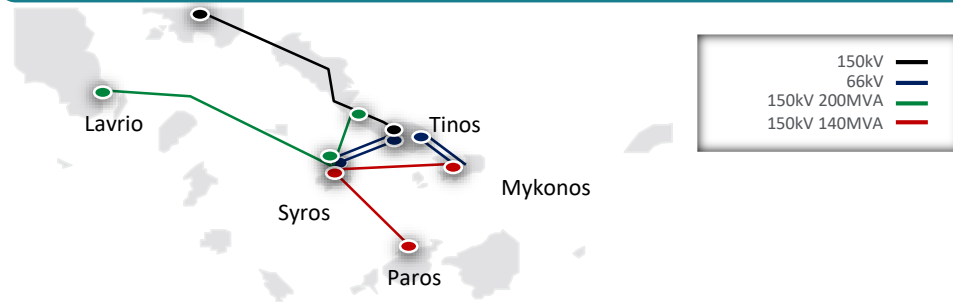 150kV
66kV
150kV 200MVA
150kV 140MVA
Lavrio
Tinos
Mykonos
Syros
Paros